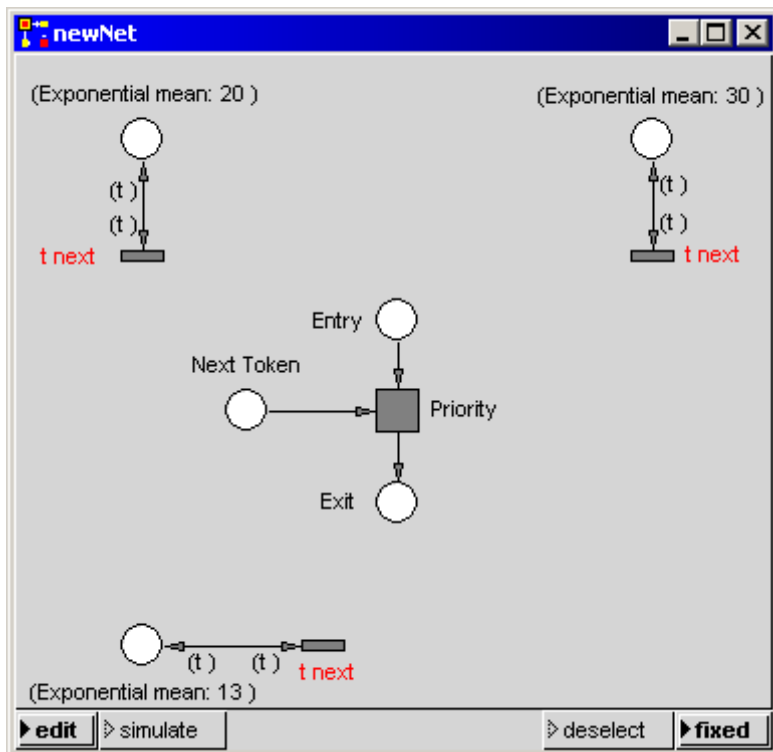 newNet
(Exponential mean: 20 )
(Exponential mean: 30 )
(t )
(t )
(t )
(t )
t next
t next
Entry
Next Token
Priority
Exit
(t )
(t )
t next
(Exponential mean: 13 )
edit
simulate
deselect
fixed